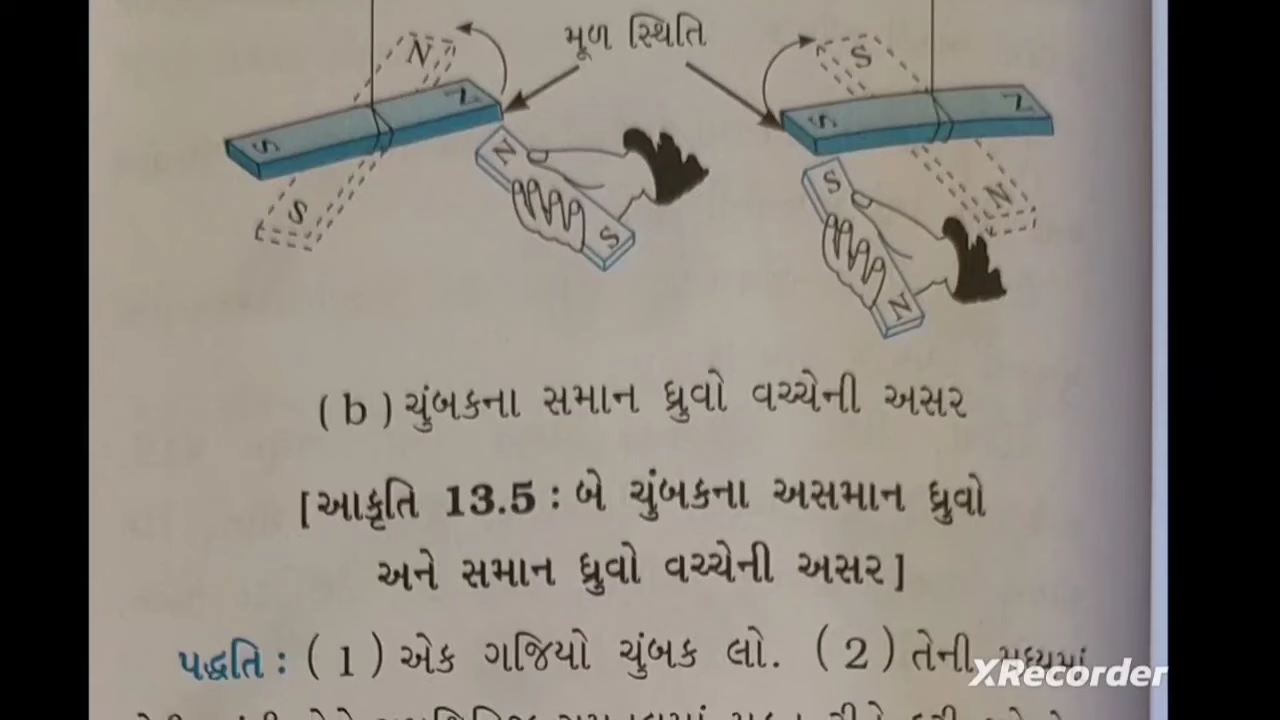 N
મૂળ સ્થિતિ
S
S
N
S
N
S
N
S
N
S
S
N
(b) ચુંબકના સમાન ધ્રુવો વચ્ચેની અસર
[આકૃતિ 13.5 : બે ચુંબકના અસમાન ધ્રુવો
અને સમાન ધ્રુવો વચ્ચેની અસર]
પદ્ધતિ : (1) એક ગજિયો ચુંબક લો. (2) તેની
XRecorder